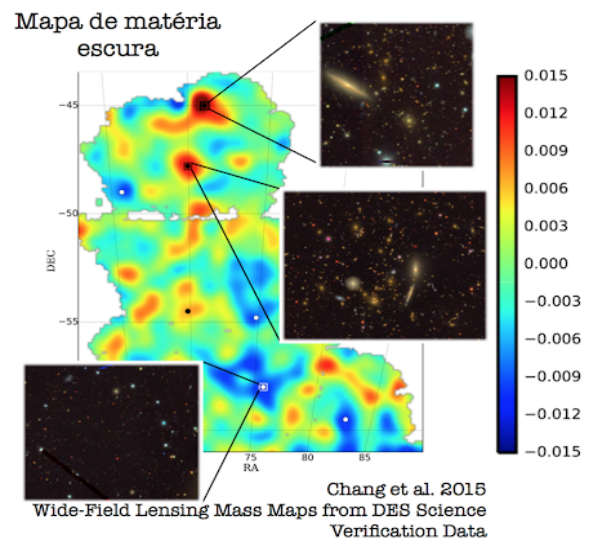 Mapa de matéria
escura
0.015
0.012
0.009
0.006
0.003
0.000
−0.003
−0.006
−0.009
−0.012
−0.015
−45
−50
−55
DEC
75
80
85
RA
Chang et al. 2015
Wide-Field Lensing Mass Maps from DES Science
Verification Data